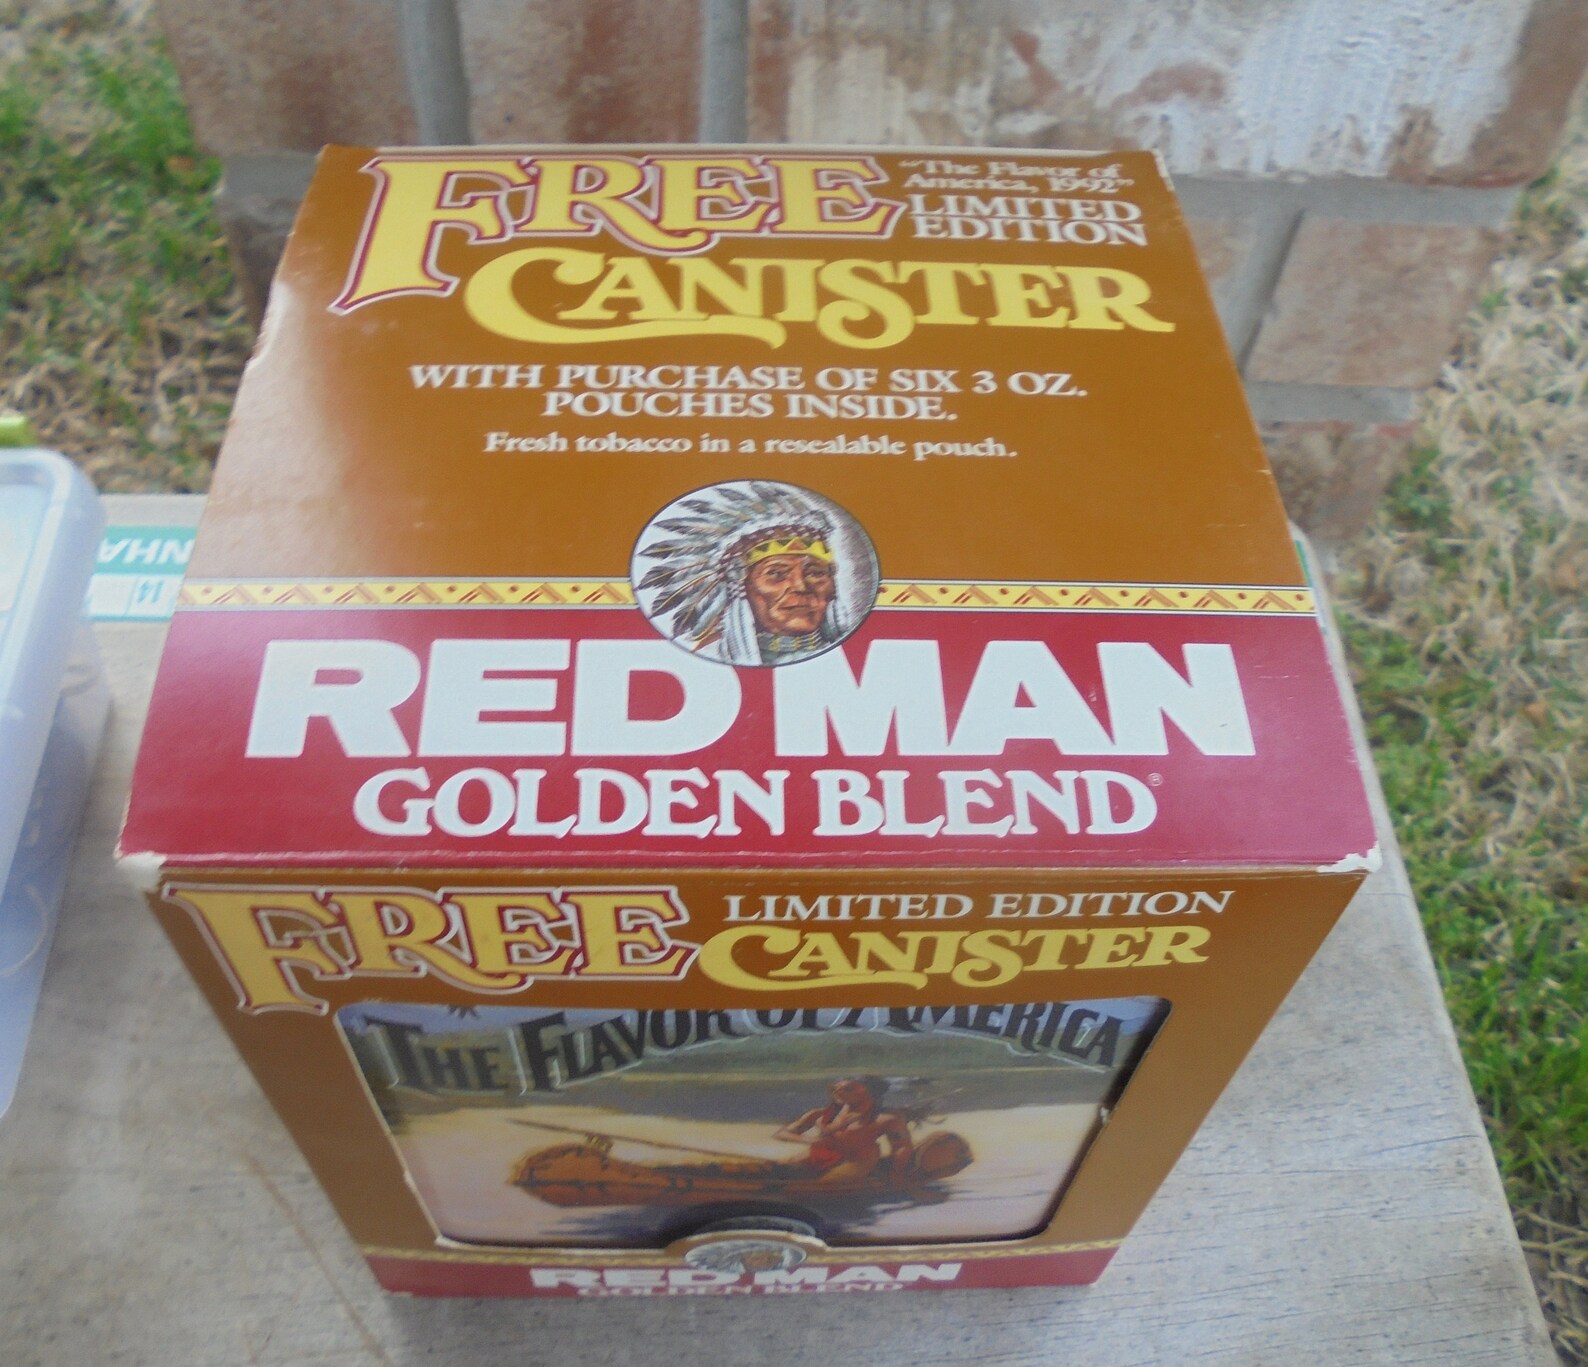 FREE
"The Flavor of
America, 1992"
LIMITED
EDITION
CANISTER
WITH PURCHASE OF SIX 3 OZ.
POUCHES INSIDE.
Fresh tobacco in a resealable pouch.
RED MAN
GOLDEN BLEND®
FREE LIMITED EDITION
CANISTER
THE FLAVOR OF AMERICA
RED MAN
GOLDEN BLEND
14